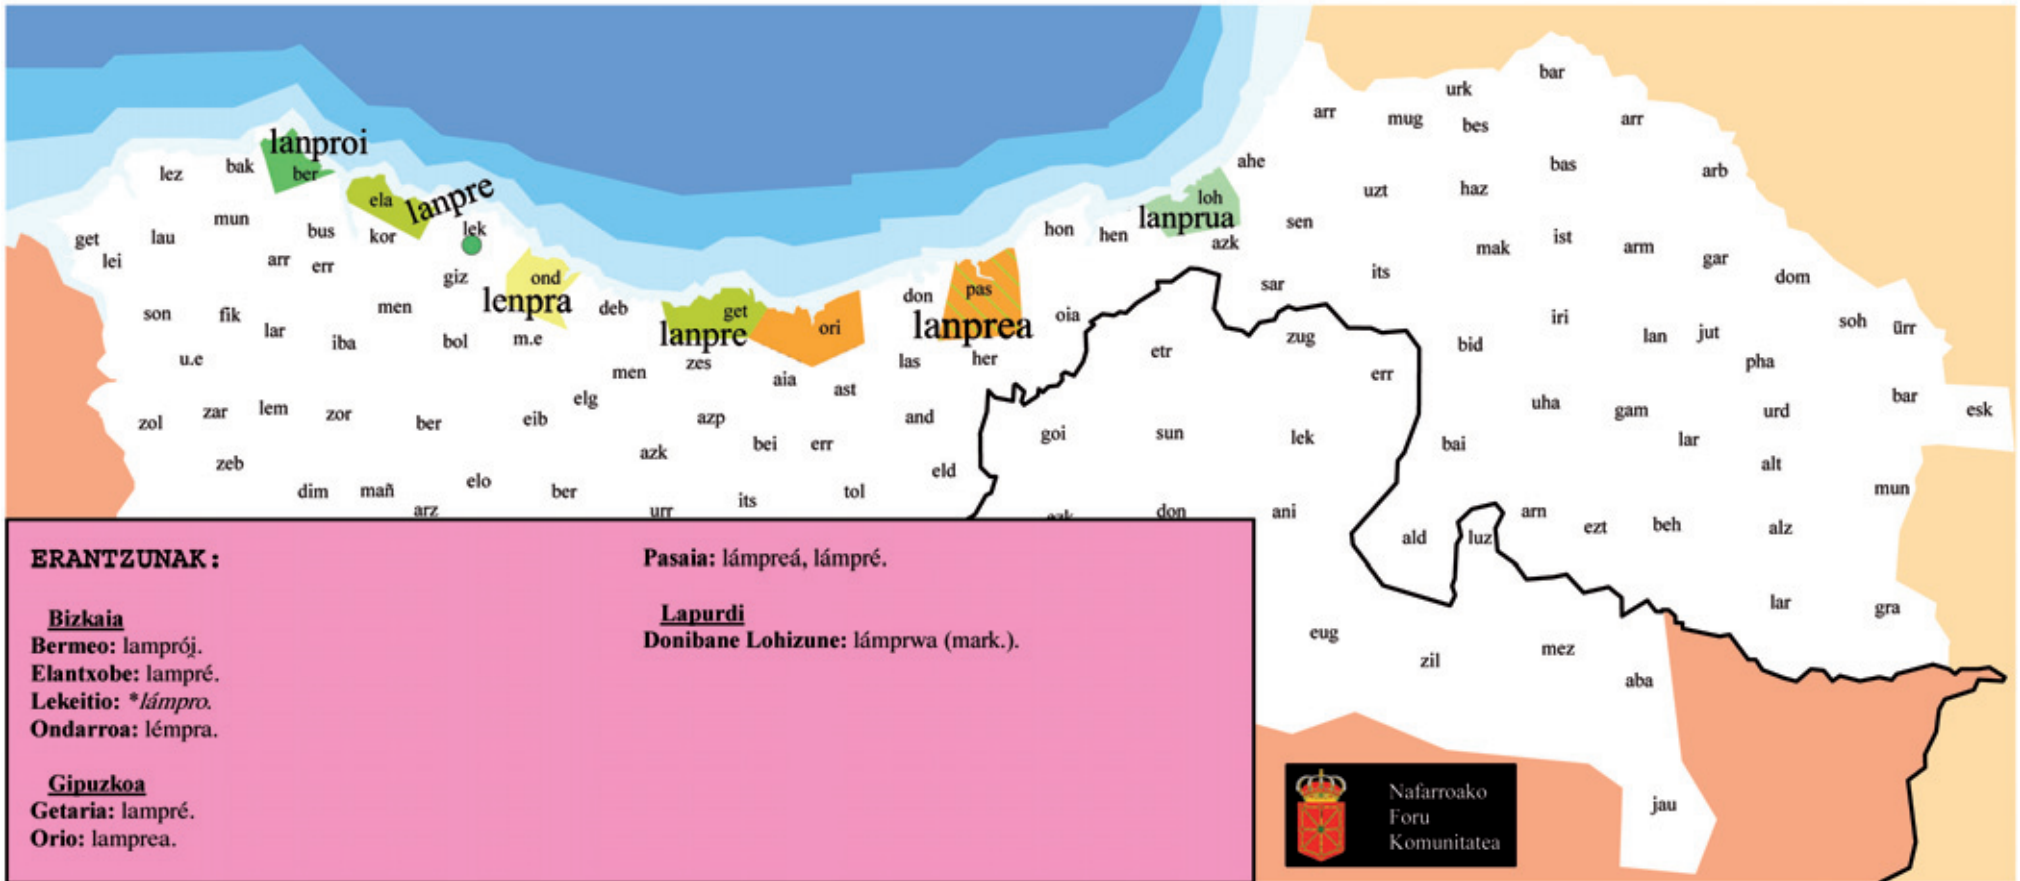 bar
urk
arr
mug
bes
arr
lanproi
bak
lez
ber
ahe
bas
arb
ela
lanpre
uzt
haz
loh
mun
lanprua
lau
bus
kor
lek
hon
hen
azk
sen
get
lei
arr
err
giz
ond
mak
ist
arm
gar
dom
sar
its
lenpra
deb
men
don
pas
son
fik
lar
get
ori
lanpre
lanprea
oia
iri
soh
ürr
iba
bol
m.e
u.e
men
zes
las
her
etr
zug
bid
lan
jut
pha
err
aia
ast
elg
zar
lem
zor
zol
ber
eib
azp
and
goi
sun
lek
uha
gam
urd
bar
esk
bei
err
azk
bai
lar
alt
zeb
eld
dim
mañ
elo
ber
its
tol
mun
arz
urr
azk
don
ani
arn
ezt
beh
alz
ald
luz
lar
gra
eug
zil
mez
aba
jau
ERANTZUNAK:
Bizkaia
Bermeo: lamprói̯.
Elantxobe: lampré.
Lekeitio: *lámpro.
Ondarroa: lémpra.
Gipuzkoa
Getaria: lampré.
Orio: lamprea.
Pasaia: lámpreá, lámpré.
Lapurdi
Donibane Lohizune: lámprwa (mark.).
Nafarroako
Foru
Komunitatea